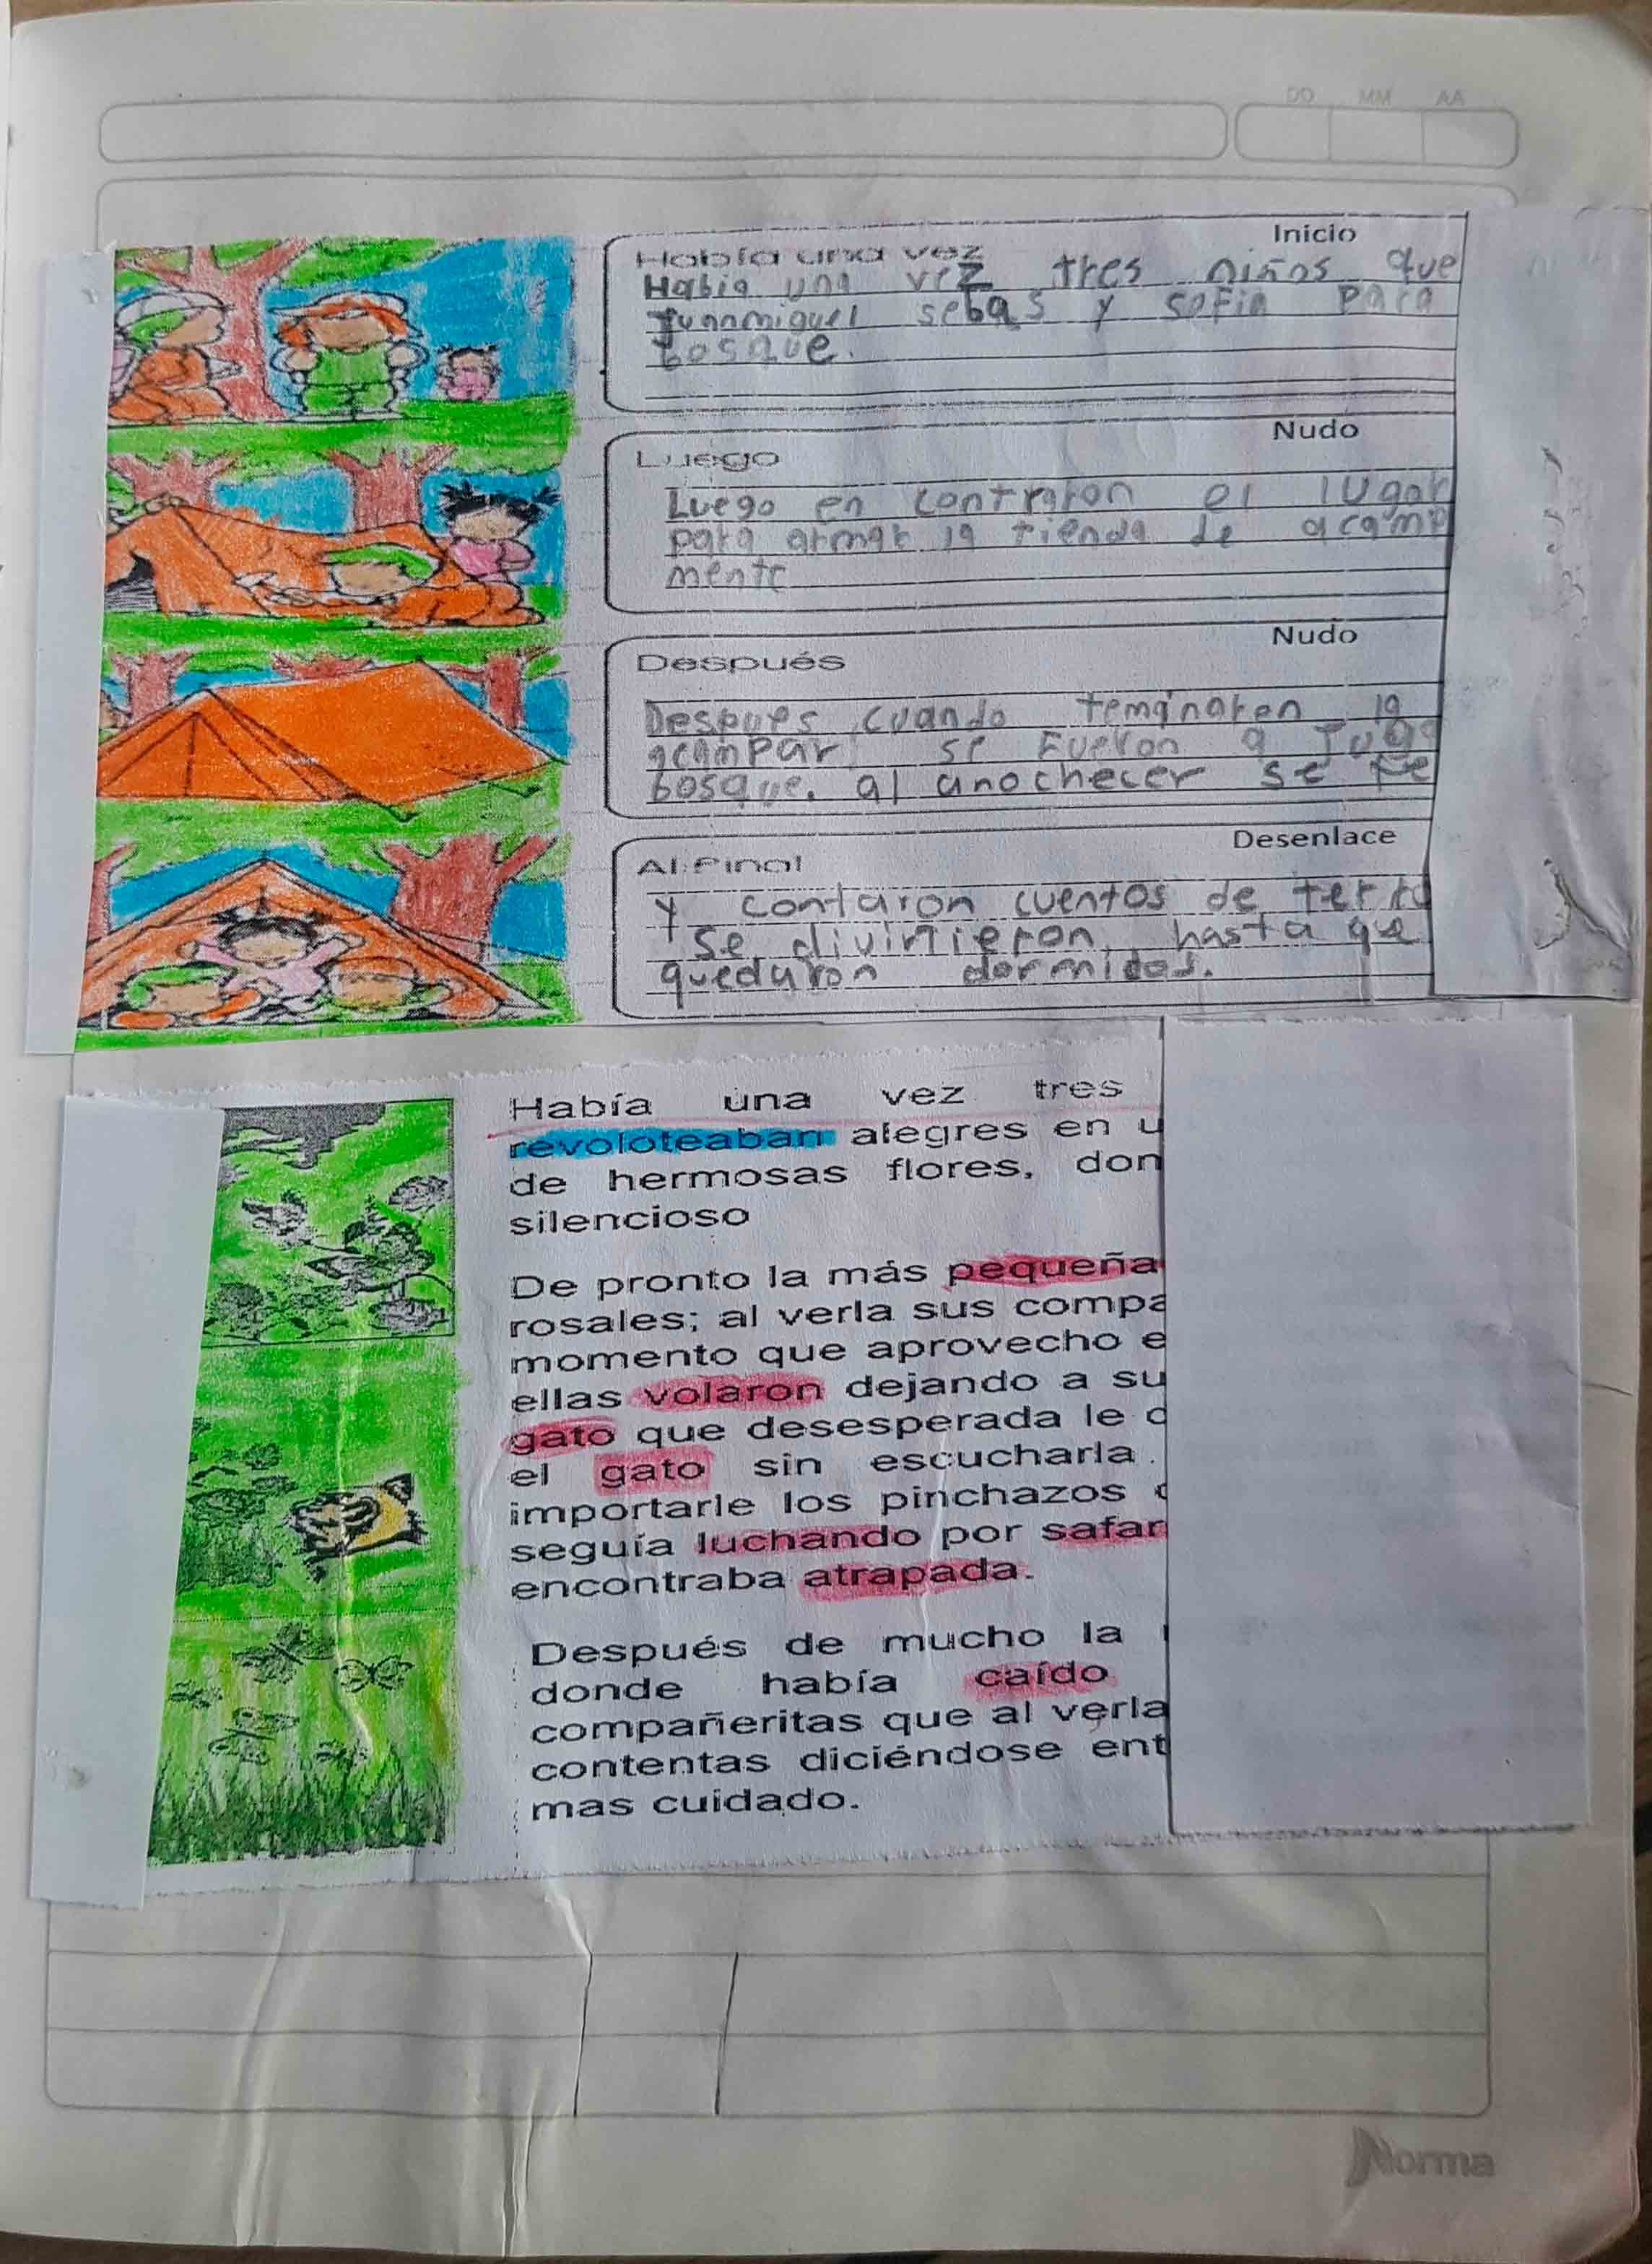 DD MM AA
Inicio
Había una vez
Habia una vez tres niños que
Juanmiguel sebas y sofia para
bosque.
Nudo
Luego
Luego en contraron el lugar
para armar la tienda de acamp
mente
Nudo
Después
Despues cuando teminaron la
acampar se Fueron a Juga
bosque. al anochecer se
Desenlace
Al Final
y contaron cuentos de terro
se divirtieron, hasta que
quedaron dormidos.
Había una vez tres
revoloteaban alegres en u
de hermosas flores, don
silencioso
De pronto la más pequeña
rosales; al verla sus compa
momento que aprovecho e
ellas volaron dejando a su
gato que desesperada le
el gato sin escucharla.
importarle los pinchazos
seguía luchando por safar
encontraba atrapada.
Después de mucho la
donde había caído
compañeritas que al verla
contentas diciéndose ent
mas cuidado.
Norma